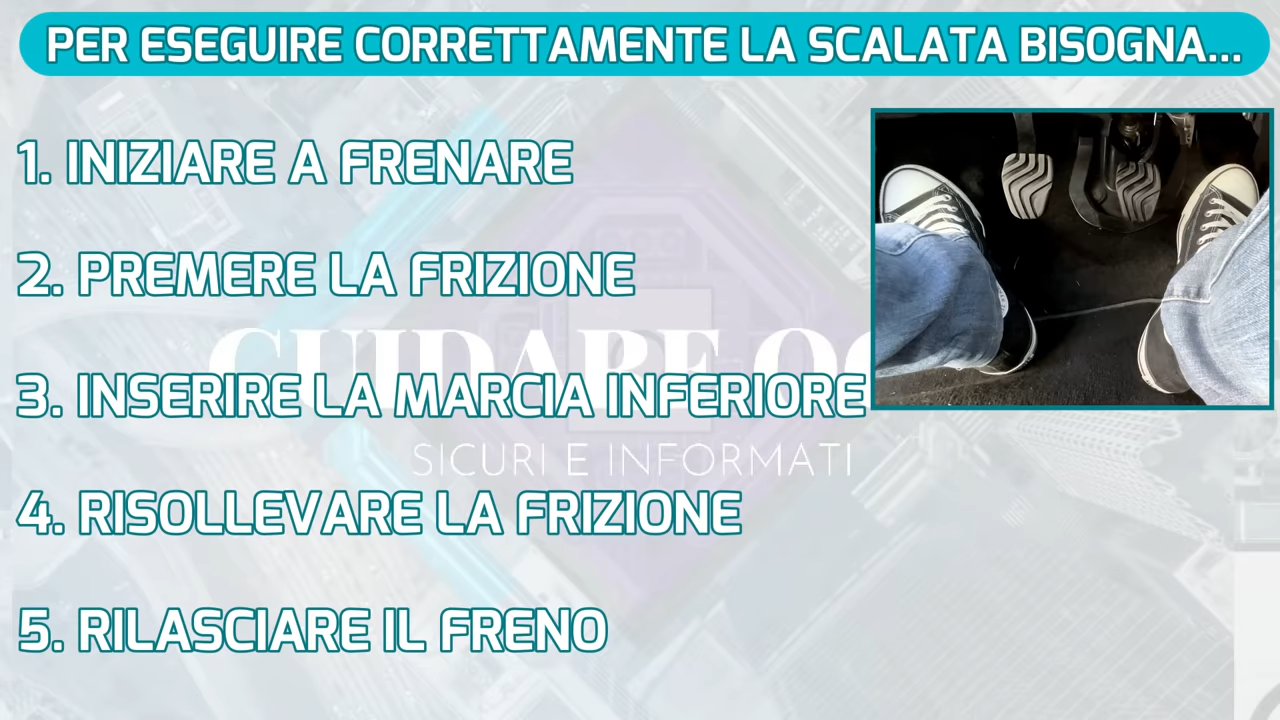 PER ESEGUIRE CORRETTAMENTE LA SCALATA BISOGNA...
1. INIZIARE A FRENARE
2. PREMERE LA FRIZIONE
3. INSERIRE LA MARCIA INFERIORE
SICURI E INFORMATI
4. RISOLLEVARE LA FRIZIONE
5. RILASCIARE IL FRENO